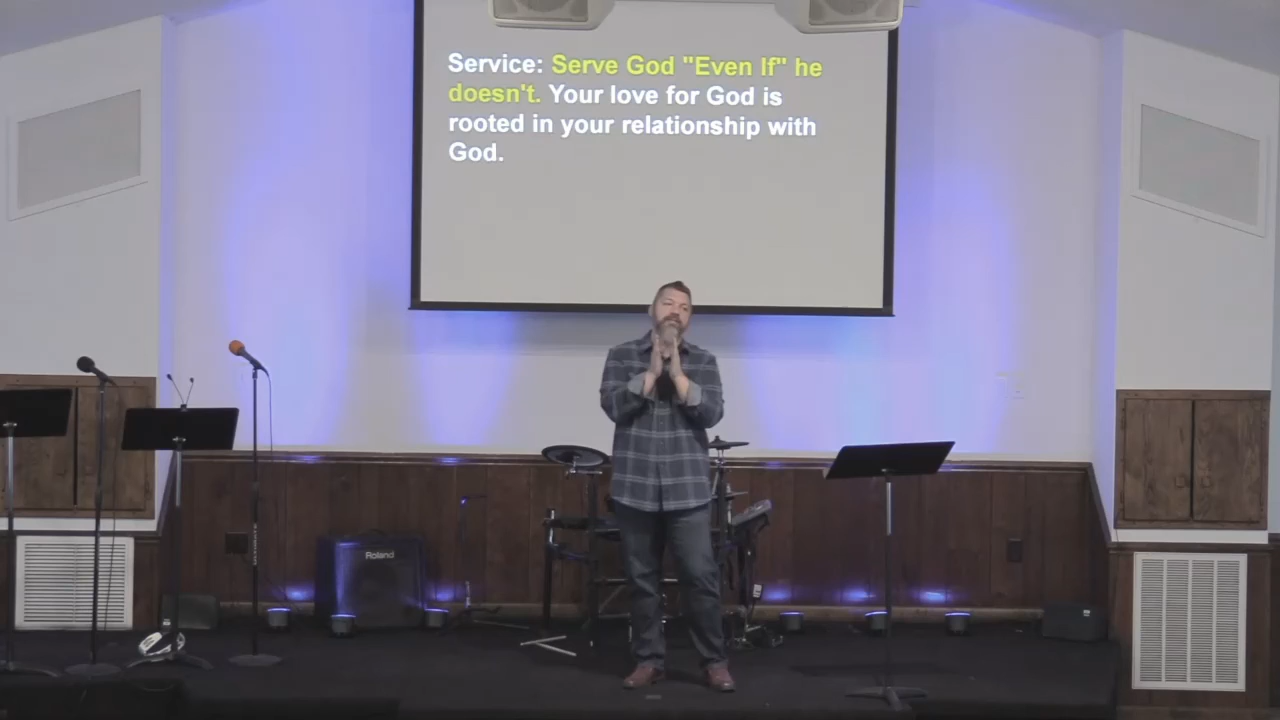 Service: Serve God "Even If" he
doesn't. Your love for God is
rooted in your relationship with
God.
Roland